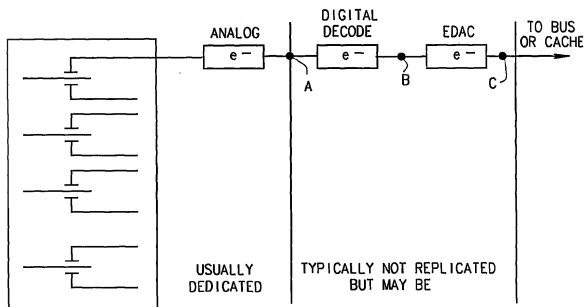 DIGITAL
DECODE
ANALOG
EDAC
TO BUS
OR CACHE
e-
e-
e-
A
B
C
USUALLY
DEDICATED
TYPICALLY NOT REPLICATED
BUT MAY BE